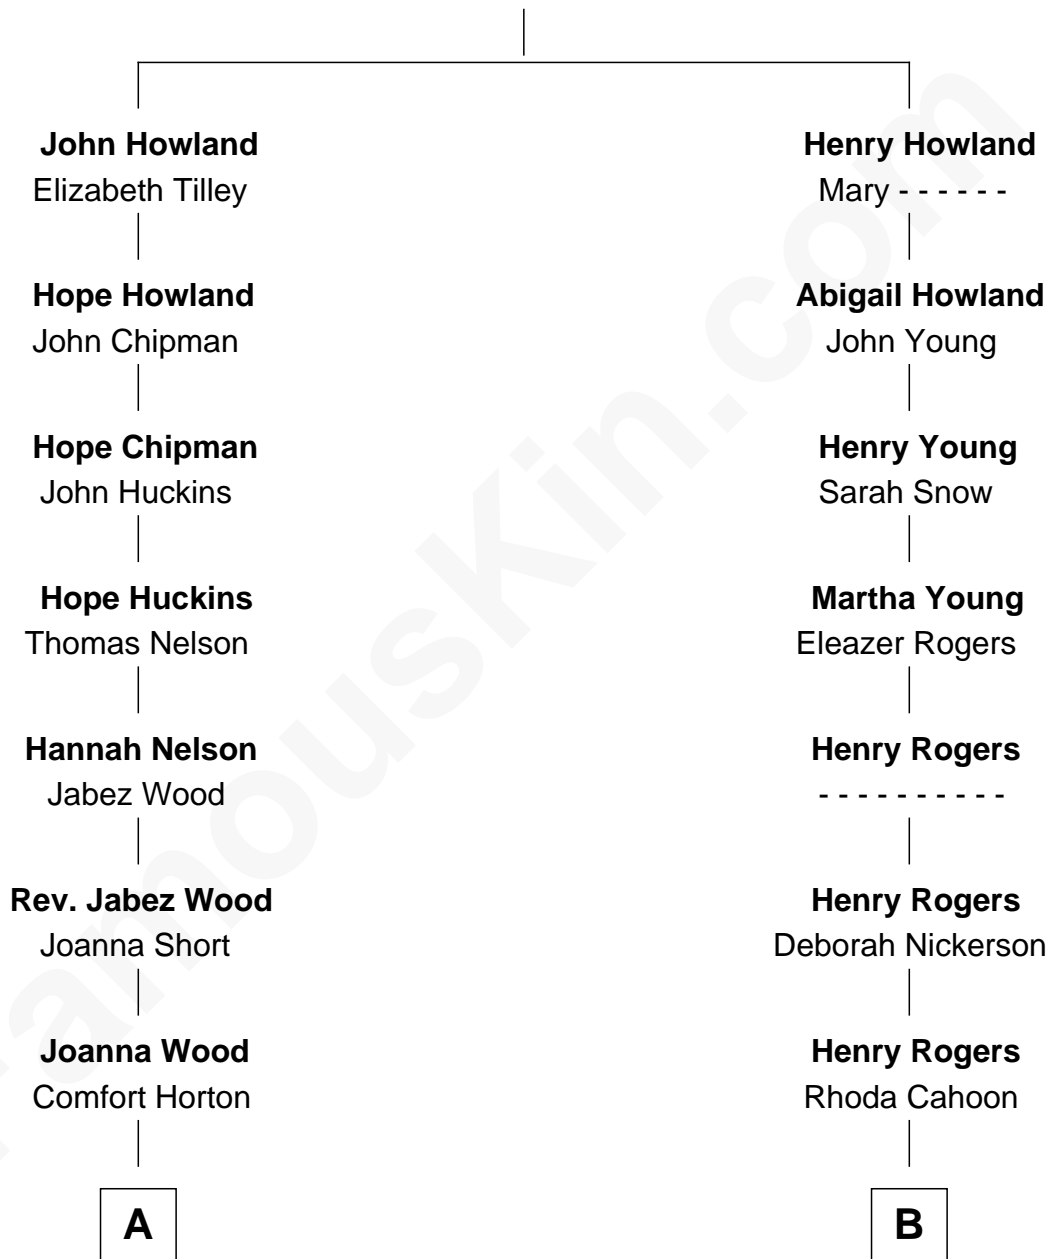 John Howland
Elizabeth Tilley
Henry Howland
Mary - - - - - -
Hope Howland
John Chipman
Abigail Howland
John Young
Hope Chipman
John Huckins
Henry Young
Sarah Snow
Hope Huckins
Thomas Nelson
Martha Young
Eleazer Rogers
Hannah Nelson
Jabez Wood
Henry Rogers
- - - - - - - - - -
Rev. Jabez Wood
Joanna Short
Henry Rogers
Deborah Nickerson
Joanna Wood
Comfort Horton
Henry Rogers
Rhoda Cahoon
A
B
FamousKin.com